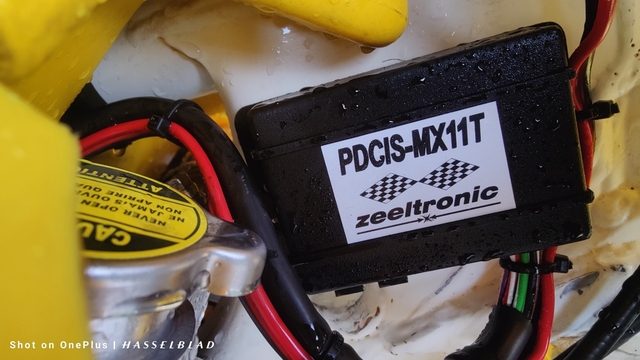 PDCIS-MX11T
zeeltronic
ATTENTI
NEVER OPEN
NE JAMAIS OUV
NON APRIRE QUA
CAU
Shot on OnePlus | HASSELBLAD